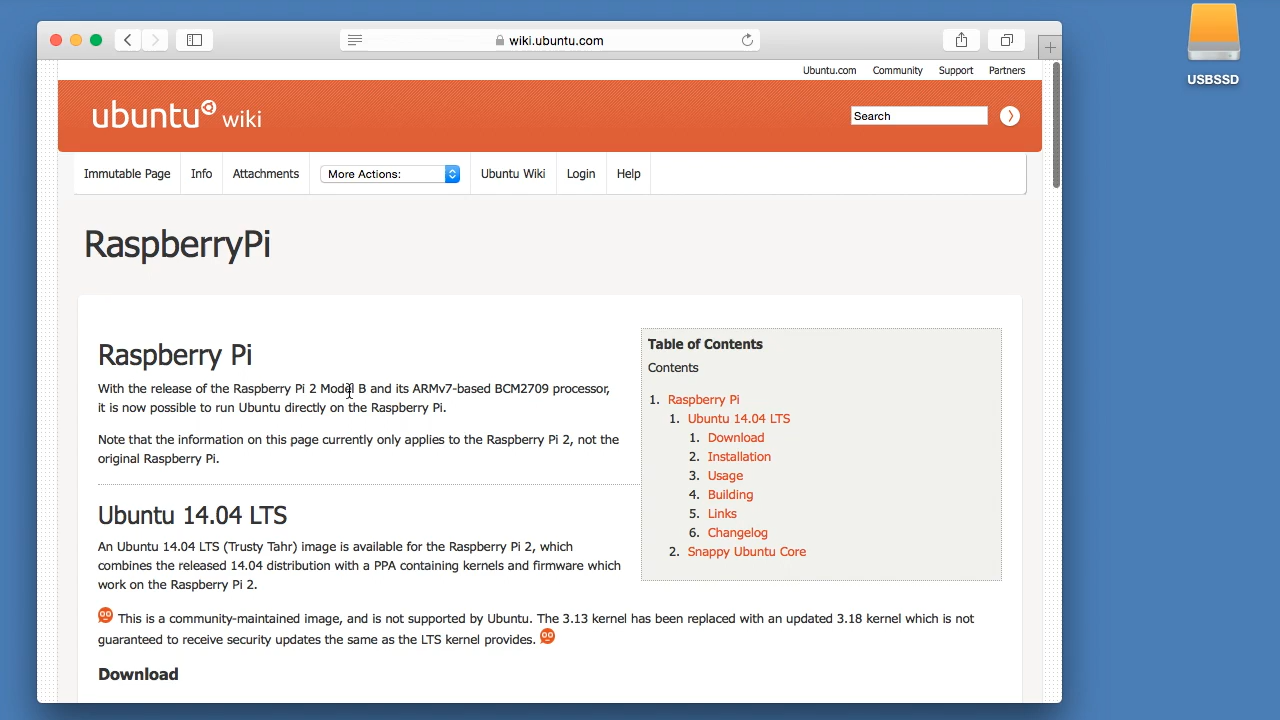 wiki.ubuntu.com
USBSSD
Ubuntu.com Community Support Partners
ubuntu wiki
Search
Immutable Page Info Attachments More Actions: Ubuntu Wiki Login Help
RaspberryPi
Raspberry Pi
With the release of the Raspberry Pi 2 Model B and its ARMv7-based BCM2709 processor,
it is now possible to run Ubuntu directly on the Raspberry Pi.
Note that the information on this page currently only applies to the Raspberry Pi 2, not the
original Raspberry Pi.
Table of Contents
Contents
1. Raspberry Pi
1. Ubuntu 14.04 LTS
1. Download
2. Installation
3. Usage
4. Building
5. Links
6. Changelog
2. Snappy Ubuntu Core
Ubuntu 14.04 LTS
An Ubuntu 14.04 LTS (Trusty Tahr) image is available for the Raspberry Pi 2, which
combines the released 14.04 distribution with a PPA containing kernels and firmware which
work on the Raspberry Pi 2.
This is a community-maintained image, and is not supported by Ubuntu. The 3.13 kernel has been replaced with an updated 3.18 kernel which is not
guaranteed to receive security updates the same as the LTS kernel provides.
Download